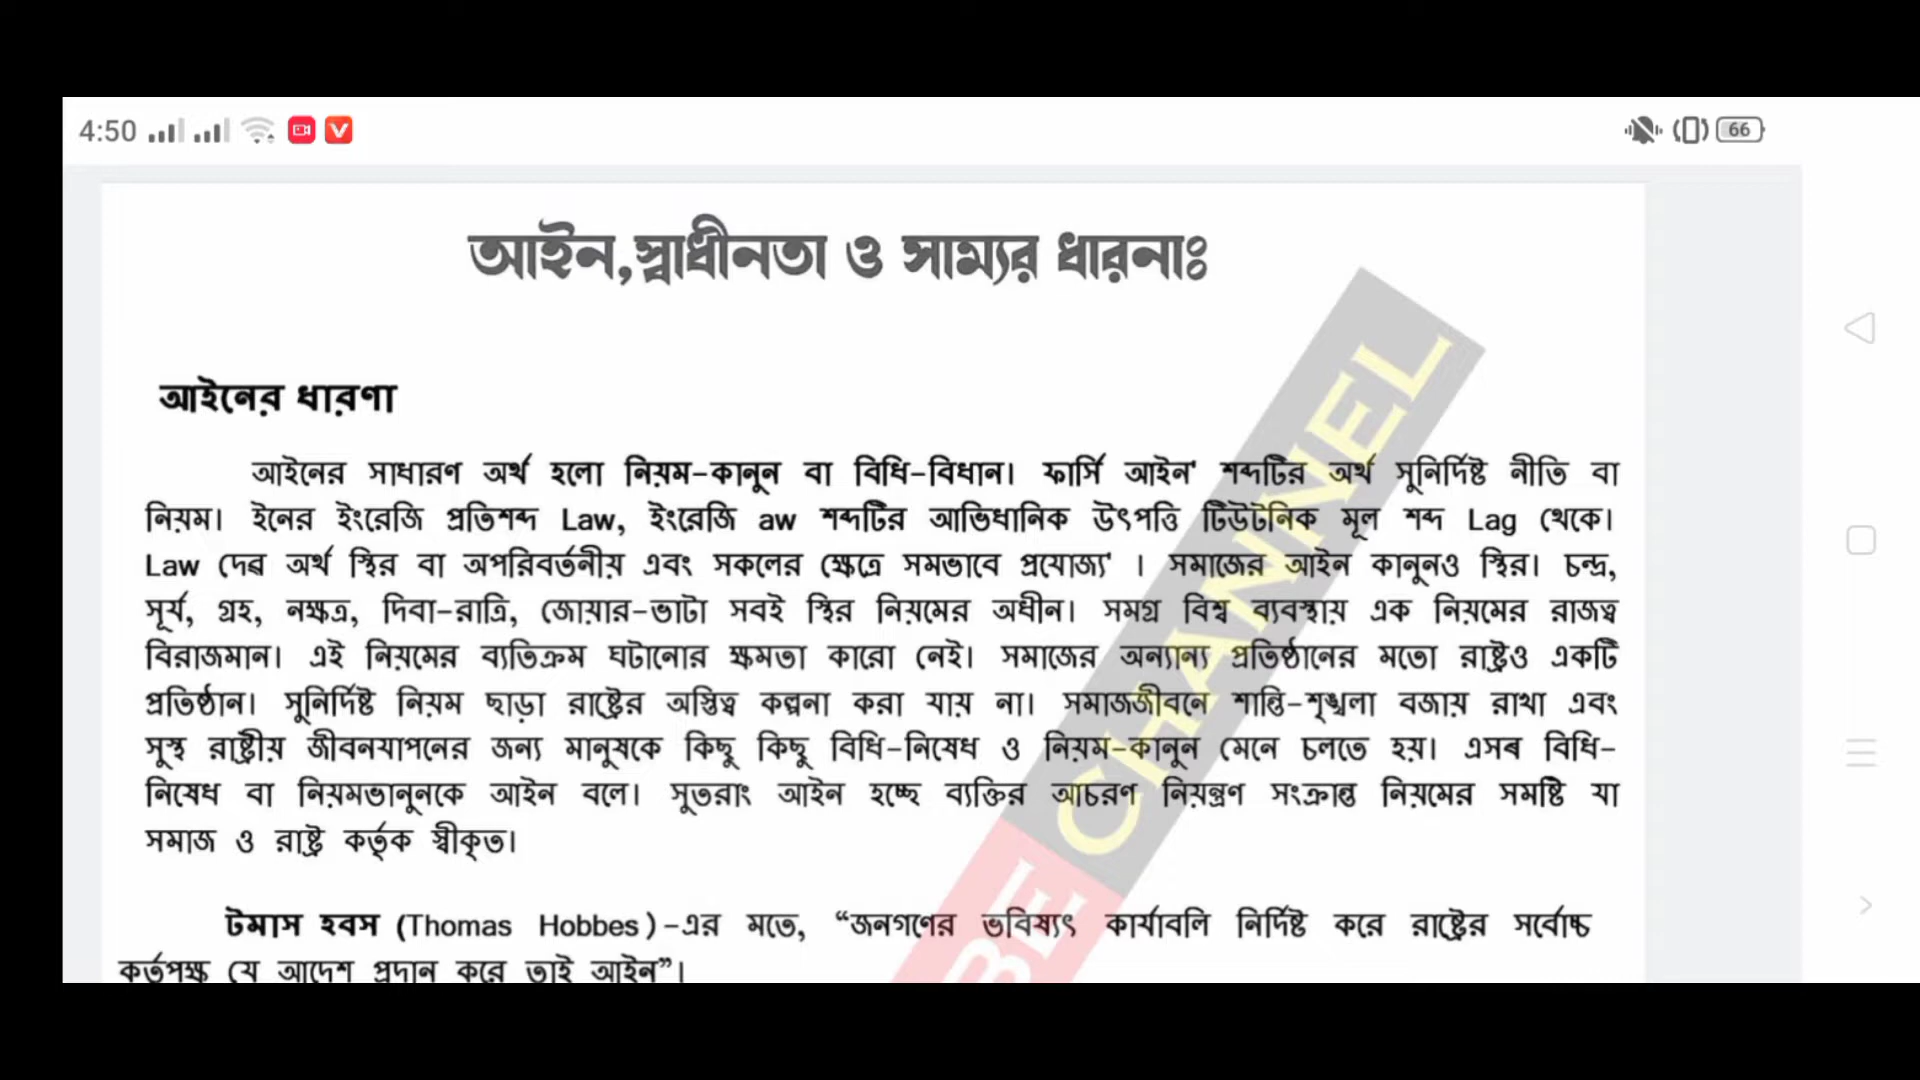 4:50
66
আইন,স্বাধীনতা ও সাম্যর ধারনাঃ
আইনের ধারণা
আইনের সাধারণ অর্থ হলো নিয়ম-কানুন বা বিধি-বিধান। ফার্সি আইন' শব্দটির অর্থ সুনির্দিষ্ট নীতি বা
নিয়ম। ইনের ইংরেজি প্রতিশব্দ Law, ইংরেজি aw শব্দটির আভিধানিক উৎপত্তি টিউটনিক মূল শব্দ Lag থেকে।
Law দের অর্থ স্থির বা অপরিবর্তনীয় এবং সকলের ক্ষেত্রে সমভাবে প্রযোজ্য' । সমাজের আইন কানুনও স্থির। চন্দ্র,
সূর্য, গ্রহ, নক্ষত্র, দিবা-রাত্রি, জোয়ার-ভাটা সবই স্থির নিয়মের অধীন। সমগ্র বিশ্ব ব্যবস্থায় এক নিয়মের রাজত্ব
বিরাজমান। এই নিয়মের ব্যতিক্রম ঘটানোর ক্ষমতা কারো নেই। সমাজের অন্যান্য প্রতিষ্ঠানের মতো রাষ্ট্রও একটি
প্রতিষ্ঠান। সুনির্দিষ্ট নিয়ম ছাড়া রাষ্ট্রের অস্তিত্ব কল্পনা করা যায় না। সমাজজীবনে শান্তি-শৃঙ্খলা বজায় রাখা এবং
সুস্থ রাষ্ট্রীয় জীবনযাপনের জন্য মানুষকে কিছু কিছু বিধি-নিষেধ ও নিয়ম-কানুন মেনে চলতে হয়। এসৰ বিধি-
নিষেধ বা নিয়মভানুনকে আইন বলে। সুতরাং আইন হচ্ছে ব্যক্তির আচরণ নিয়ন্ত্রণ সংক্রান্ত নিয়মের সমষ্টি যা
সমাজ ও রাষ্ট্র কর্তৃক স্বীকৃত।
টমাস হবস (Thomas Hobbes)-এর মতে, “জনগণের ভবিষ্যৎ কার্যাবলি নির্দিষ্ট করে রাষ্ট্রের সর্বোচ্চ
কর্তপক্ষ যে আদেশ প্রদান করে তাই আইন”।
BE CHANNEL